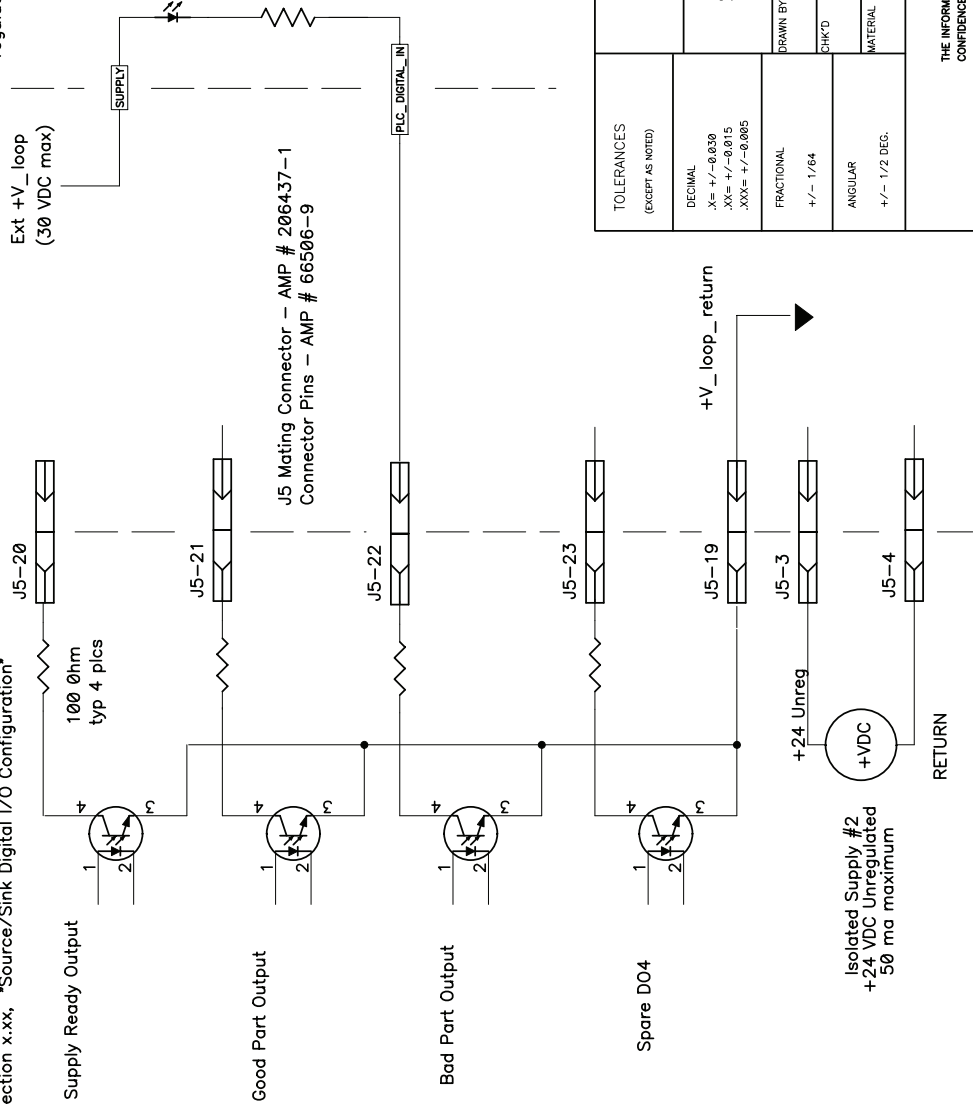 ection x.xx, "Source/Sink Digital I/O Configuration"
Supply Ready Output
1
2
4
3
100 Ohm
typ 4 plcs
J5-20
Ext +V_loop
(30 VDC max)
SUPPLY
Good Part Output
1
2
4
3
J5-21
J5 Mating Connector - AMP # 206437-1
Connector Pins - AMP # 66506-9
Bad Part Output
1
2
4
3
J5-22
PLC_DIGITAL_IN
Spare DO4
1
2
4
3
J5-23
J5-19
+V_loop_return
Isolated Supply #2
+24 VDC Unregulated
50 ma maximum
+24 Unreg
+VDC
RETURN
J5-3
J5-4
TOLERANCES
(EXCEPT AS NOTED)
DECIMAL
.X= +/-0.030
.XX= +/-0.015
.XXX= +/-0.005
FRACTIONAL
+/- 1/64
ANGULAR
+/- 1/2 DEG.
DRAWN BY
CHK'D
MATERIAL
THE INFORM
CONFIDENCE